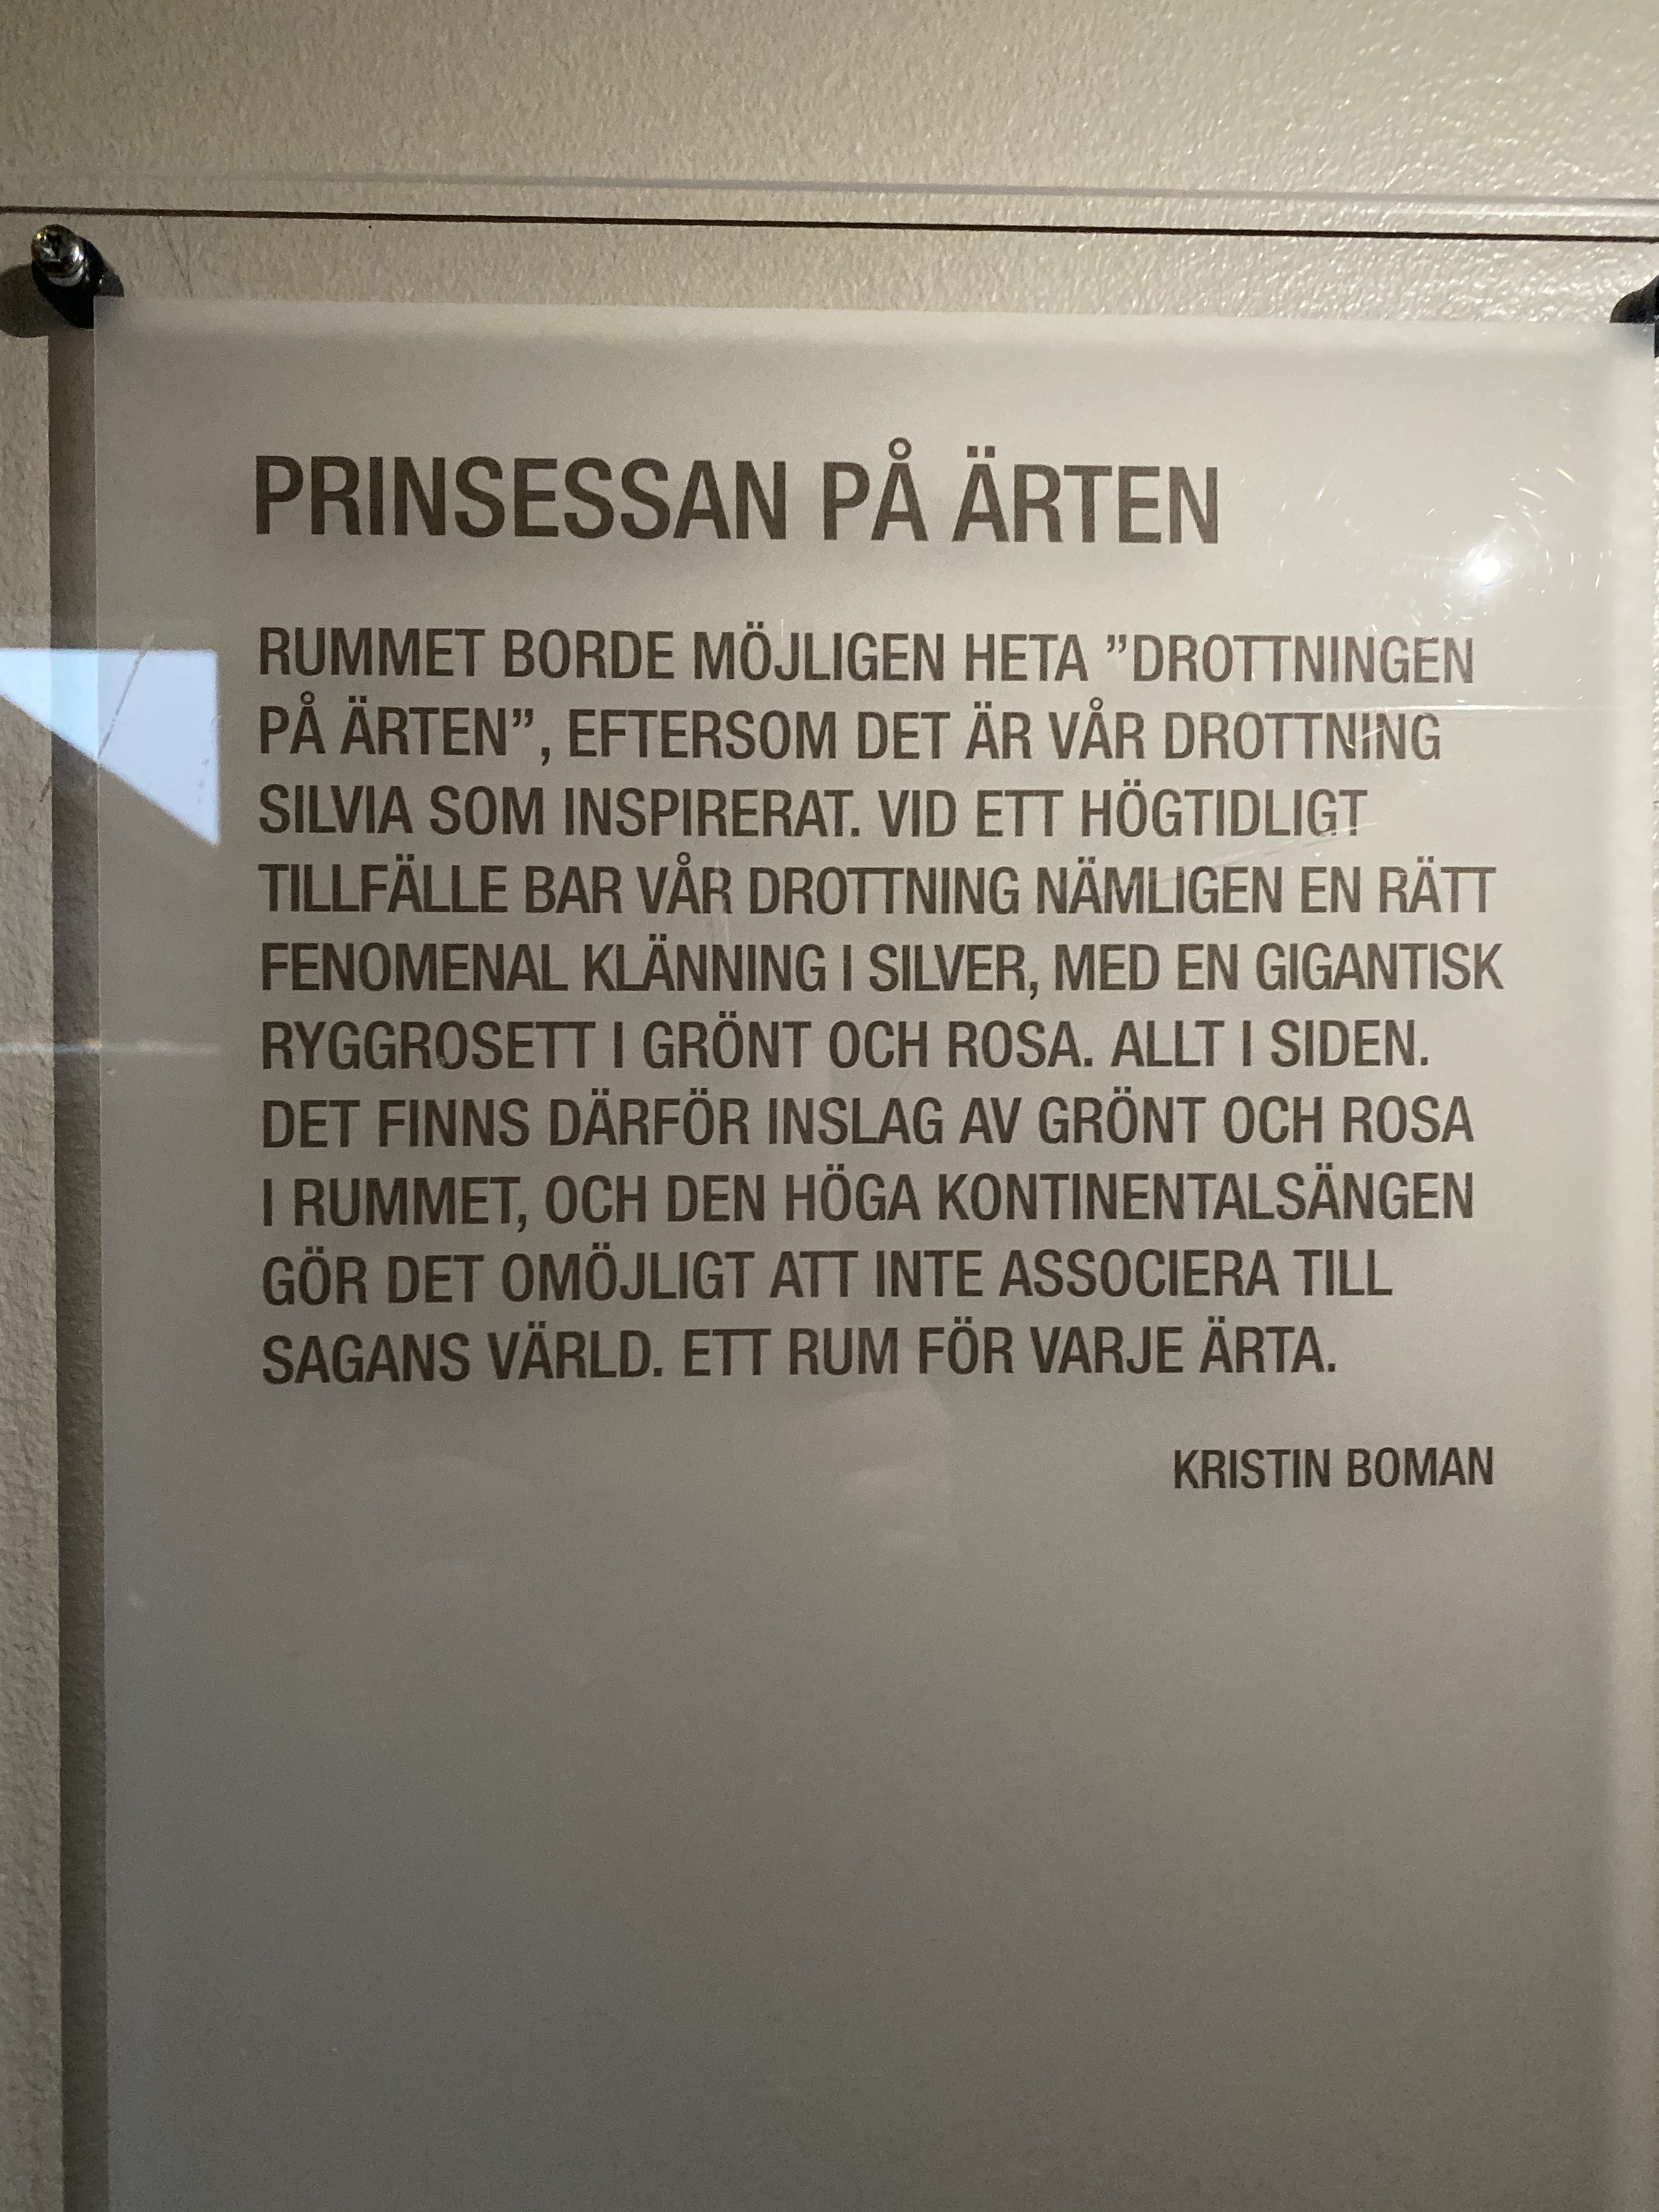 PRINSESSAN PÅ ÄRTEN
RUMMET BORDE MÖJLIGEN HETA ”DROTTNINGEN
PÅ ÄRTEN”, EFTERSOM DET ÄR VÅR DROTTNING
SILVIA SOM INSPIRERAT. VID ETT HÖGTIDLIGT
TILLFÄLLE BAR VÅR DROTTNING NÄMLIGEN EN RÄTT
FENOMENAL KLÄNNING I SILVER, MED EN GIGANTISK
RYGGROSETT I GRÖNT OCH ROSA. ALLT I SIDEN.
DET FINNS DÄRFÖR INSLAG AV GRÖNT OCH ROSA
I RUMMET, OCH DEN HÖGA KONTINENTALSÄNGEN
GÖR DET OMÖJLIGT ATT INTE ASSOCIERA TILL
SAGANS VÄRLD. ETT RUM FÖR VARJE ÄRTA.
KRISTIN BOMAN